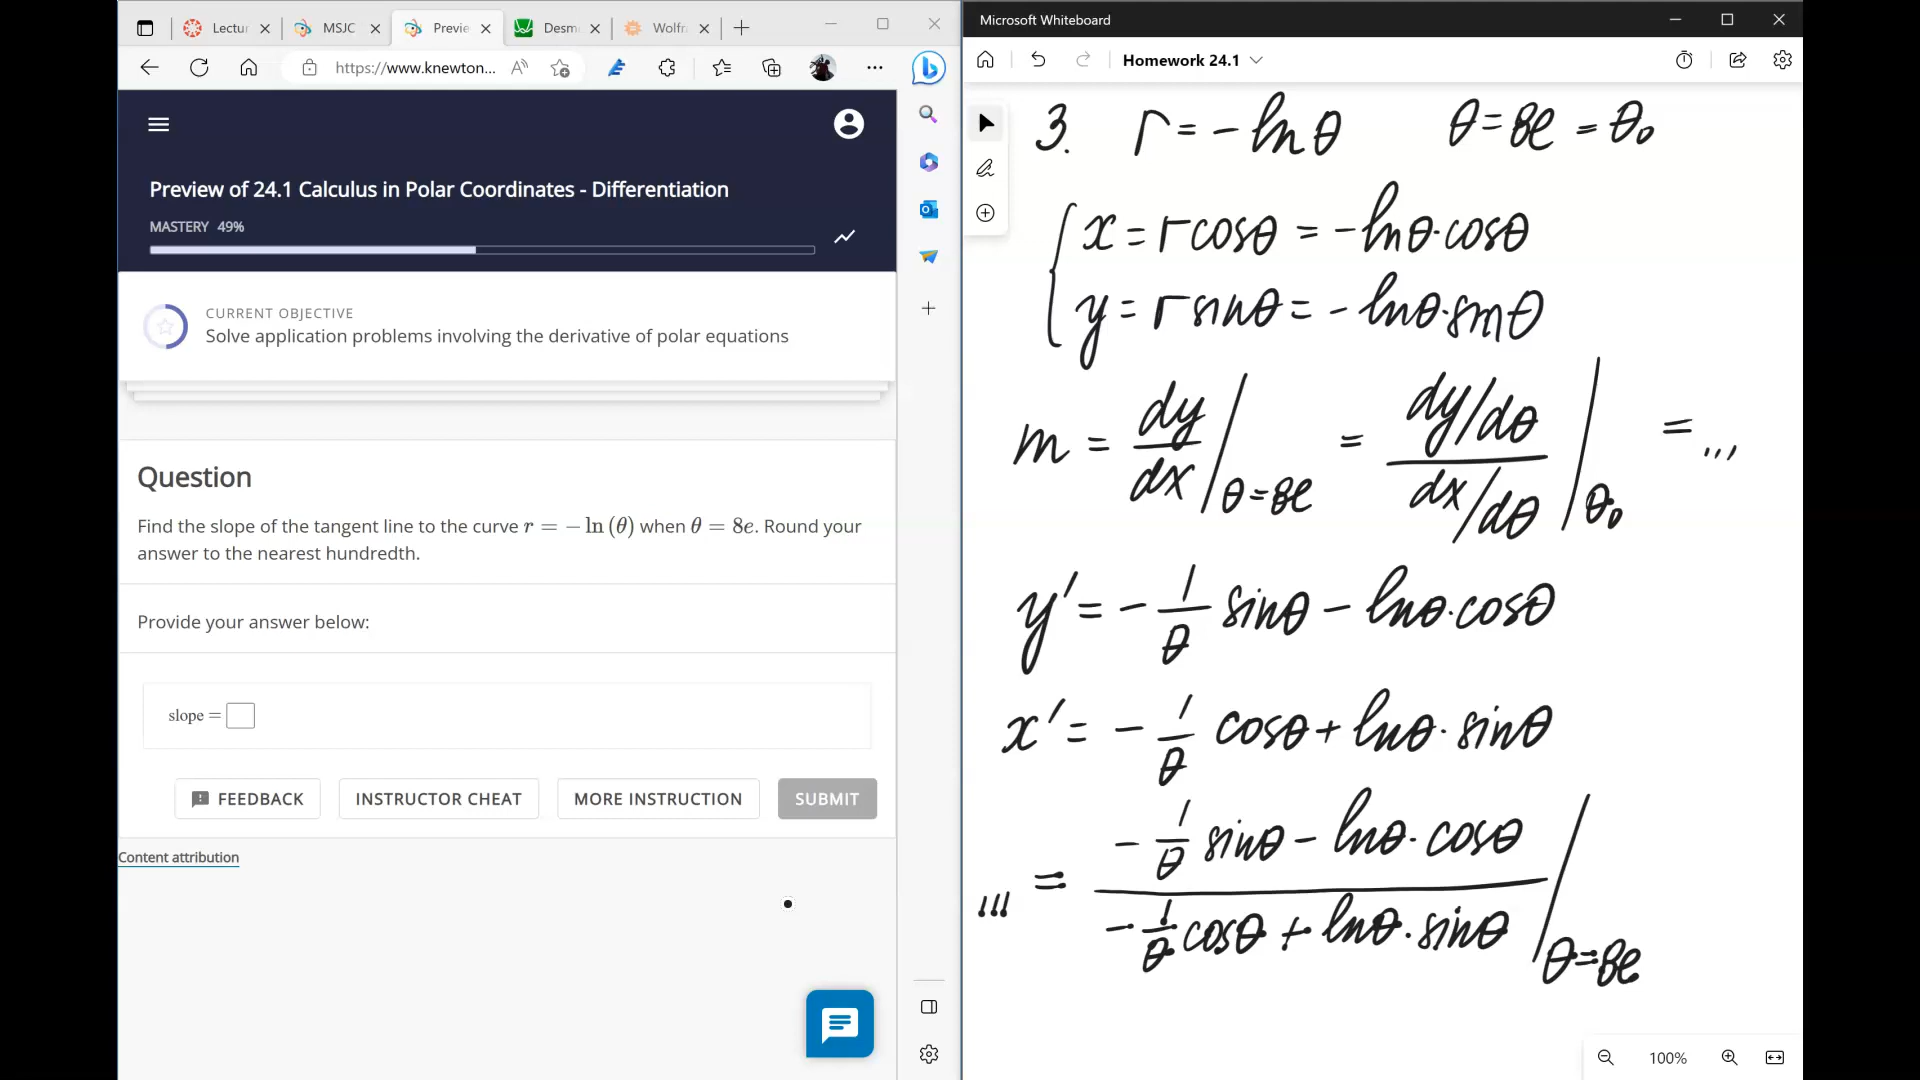 Lectur
MSJC
Previe
Desm
Wolfr
https://www.knewton...
Preview of 24.1 Calculus in Polar Coordinates - Differentiation
MASTERY 49%
CURRENT OBJECTIVE
Solve application problems involving the derivative of polar equations
Question
Find the slope of the tangent line to the curve r = − ln (θ) when θ = 8e. Round your
answer to the nearest hundredth.
Provide your answer below:
slope =
FEEDBACK
INSTRUCTOR CHEAT
MORE INSTRUCTION
SUBMIT
Content attribution
Microsoft Whiteboard
Homework 24.1
3. r = − ln θ θ = 8e = θ₀
x = r cosθ = − lnθ · cosθ
y = r sinθ = − lnθ · sinθ
m = dy/dx |θ=8e = (dy/dθ)/(dx/dθ) |θ₀ = ...
y' = − 1/θ sinθ − lnθ · cosθ
x' = − 1/θ cosθ + lnθ · sinθ
... = (− 1/θ sinθ − lnθ · cosθ)/(− 1/θ cosθ + lnθ · sinθ) |θ=8e
100%